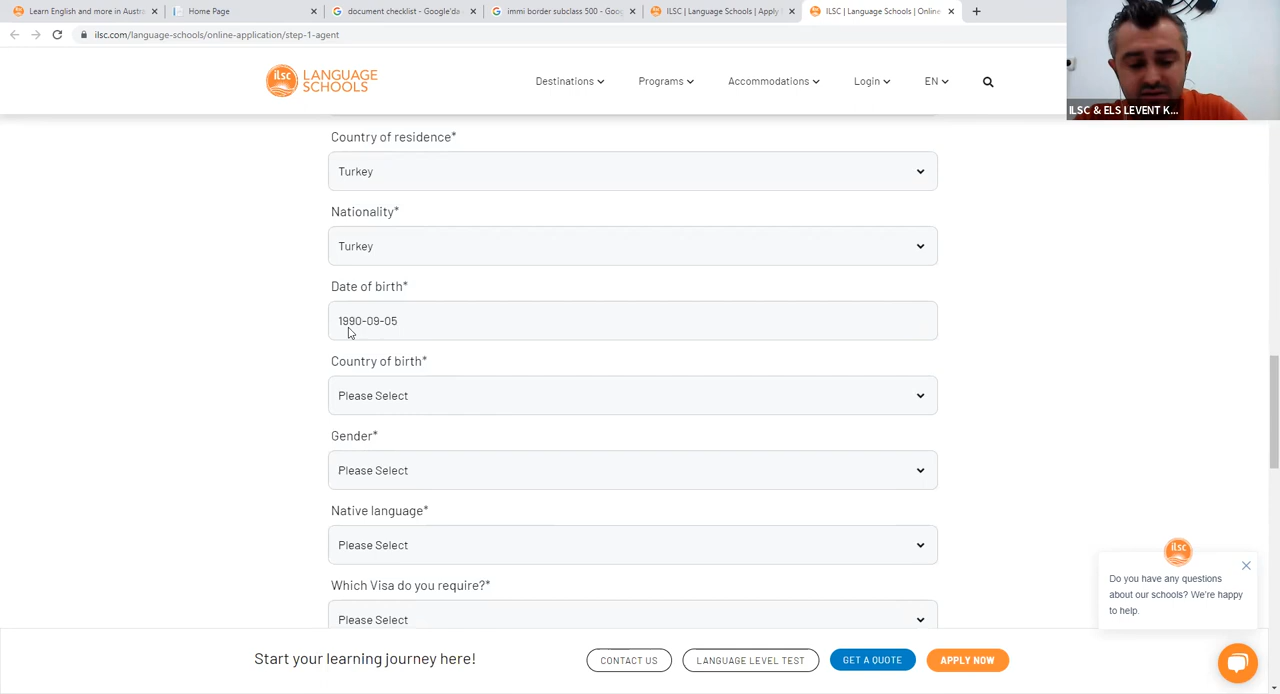 Learn English and more in Austra
Home Page
document checklist - Google'da
immi border subclass 500 - Goog
ILSC | Language Schools | Apply
ILSC | Language Schools | Online
ilsc.com/language-schools/online-application/step-1-agent
ilsc LANGUAGE SCHOOLS
Destinations
Programs
Accommodations
Login
EN
ILSC & ELS LEVENT K...
Country of residence*
Turkey
Nationality*
Turkey
Date of birth*
1990-09-05
Country of birth*
Please Select
Gender*
Please Select
Native language*
Please Select
Which Visa do you require?*
Please Select
ilsc
Do you have any questions
about our schools? We're happy
to help.
Start your learning journey here!
CONTACT US
LANGUAGE LEVEL TEST
GET A QUOTE
APPLY NOW